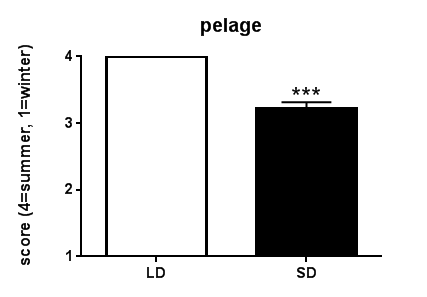 pelage
score (4=summer, 1=winter)
4
***
3
2
1
LD SD